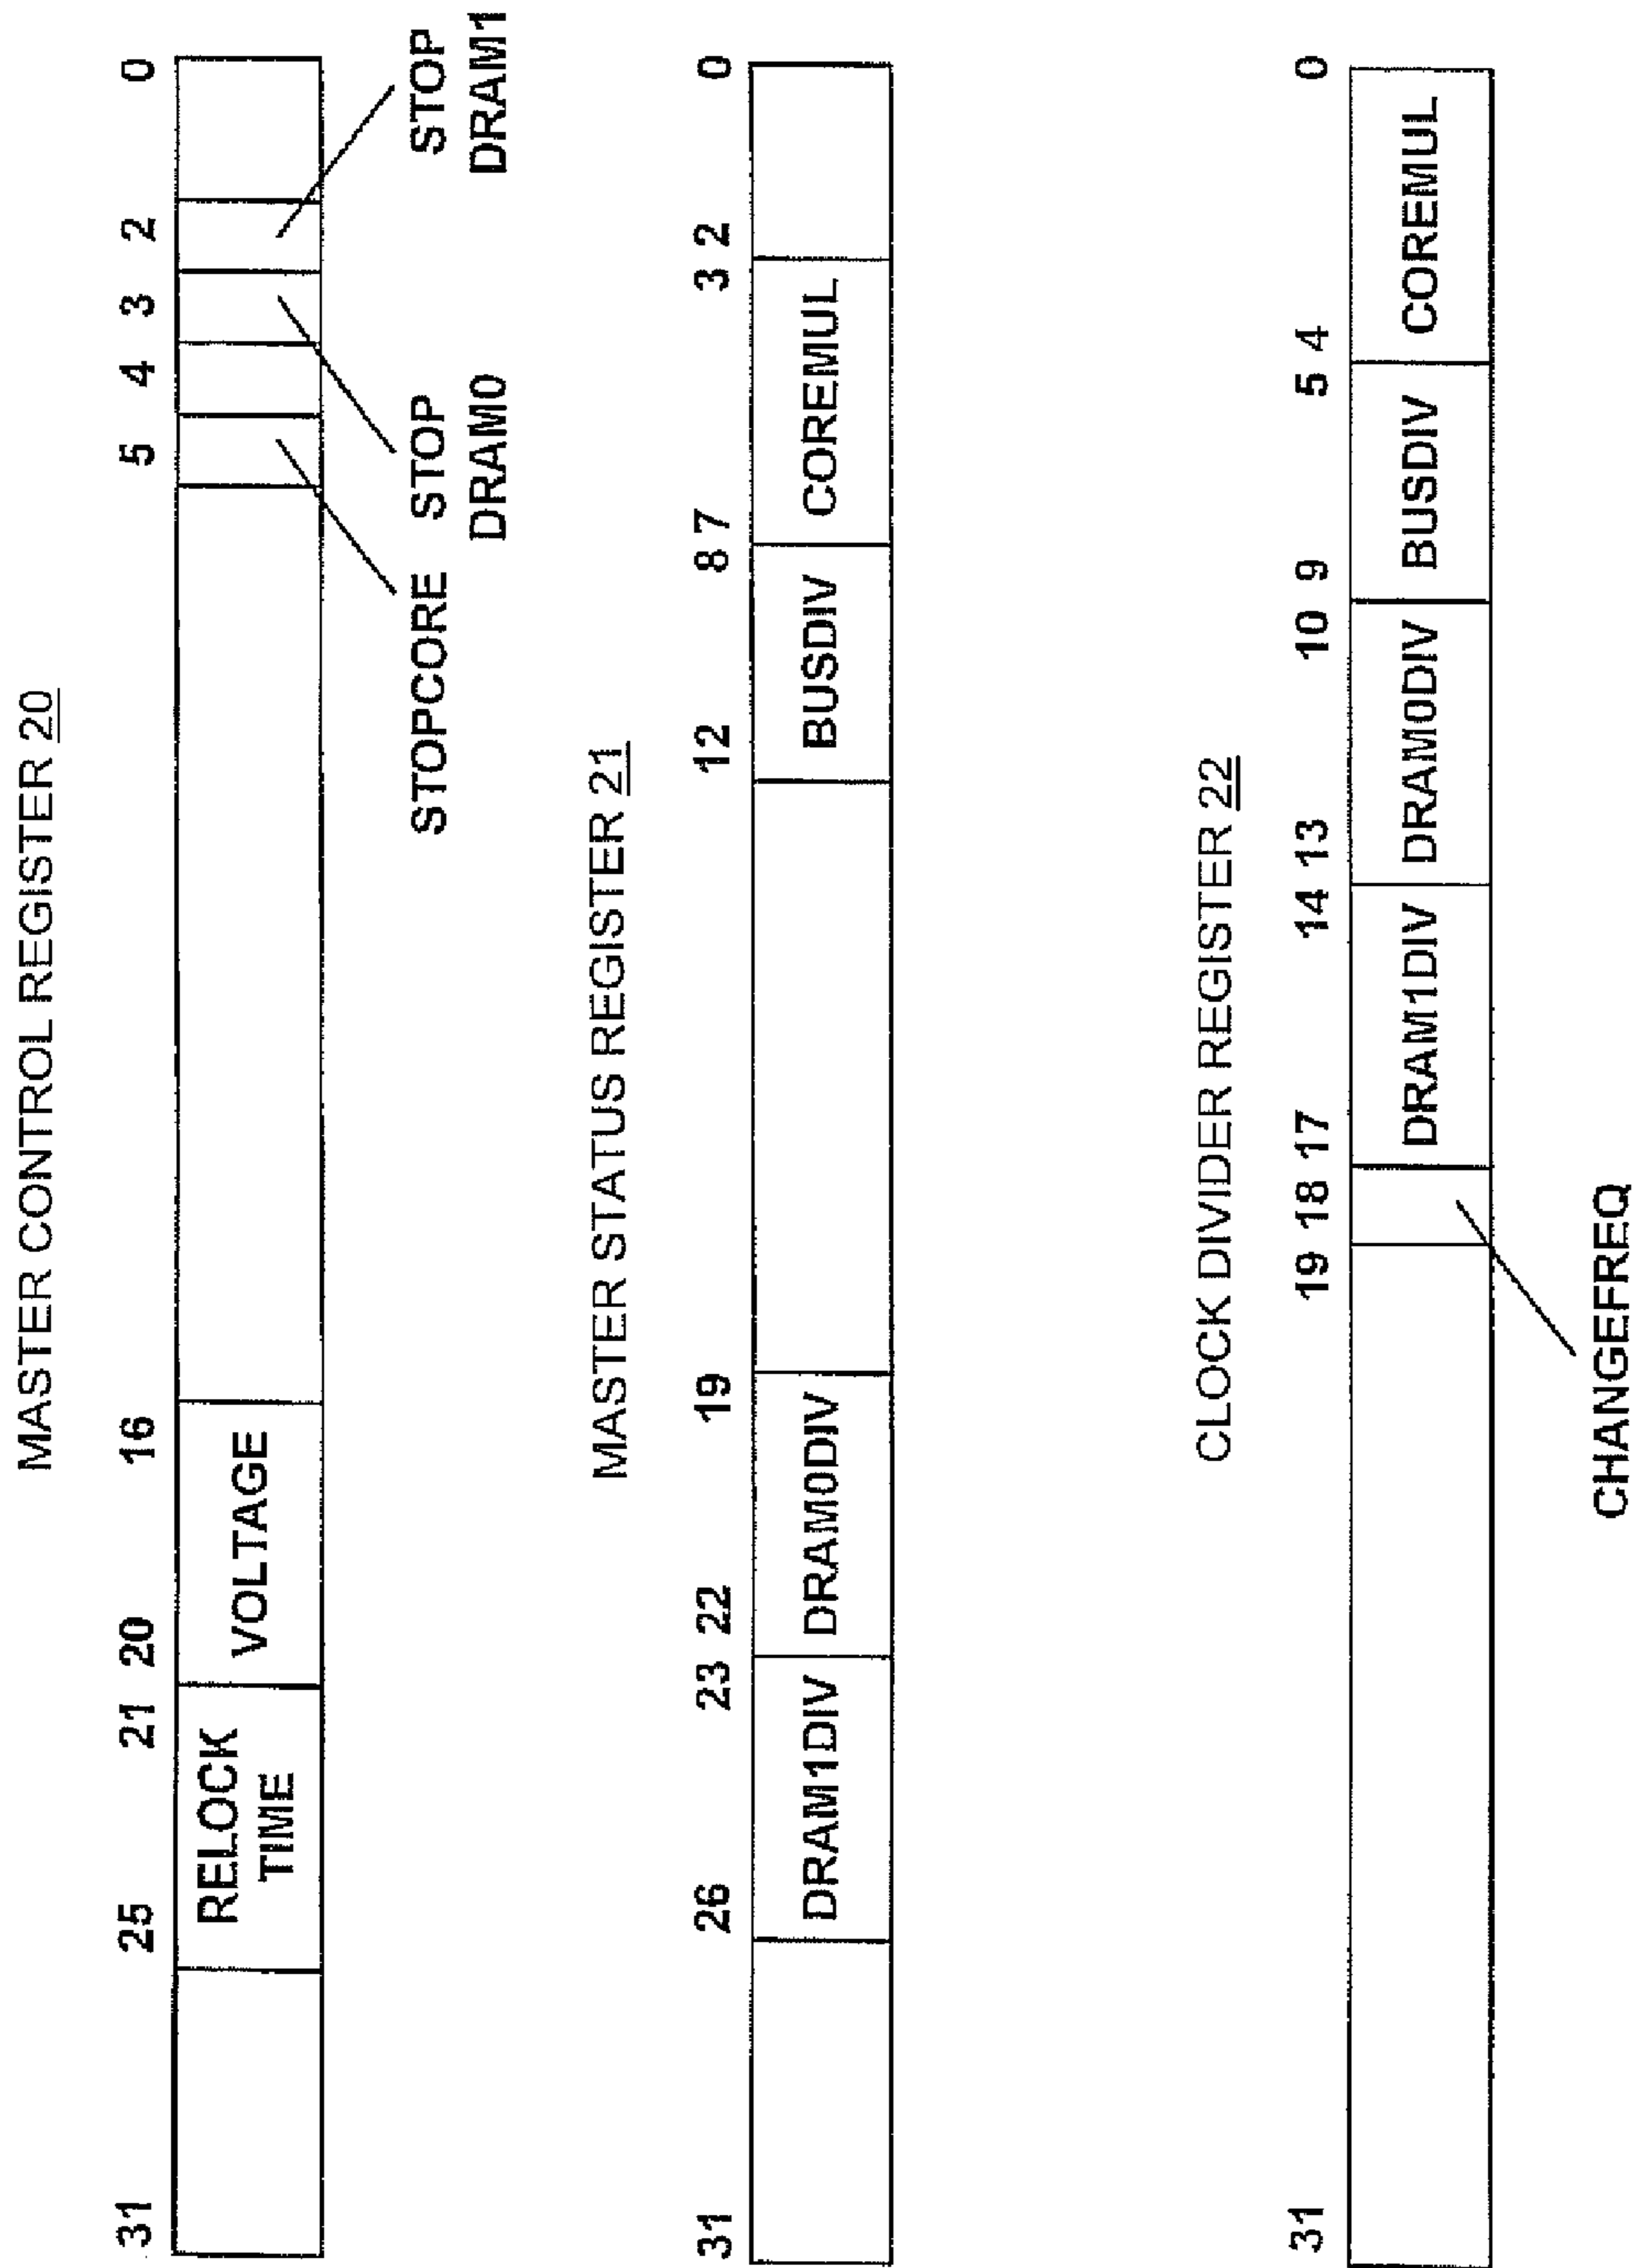 MASTER CONTROL REGISTER 20
31 25 21 20 16 5 4 3 2 0
RELOCK TIME VOLTAGE
STOPCORE STOP DRAM0 STOP DRAM1
MASTER STATUS REGISTER 21
31 26 23 22 19 12 8 7 3 2 0
DRAM1DIV DRAM0DIV BUSDIV COREMUL
CLOCK DIVIDER REGISTER 22
31 19 18 17 14 13 10 9 5 4 0
DRAM1DIV DRAM0DIV BUSDIV COREMUL
CHANGEFREQ